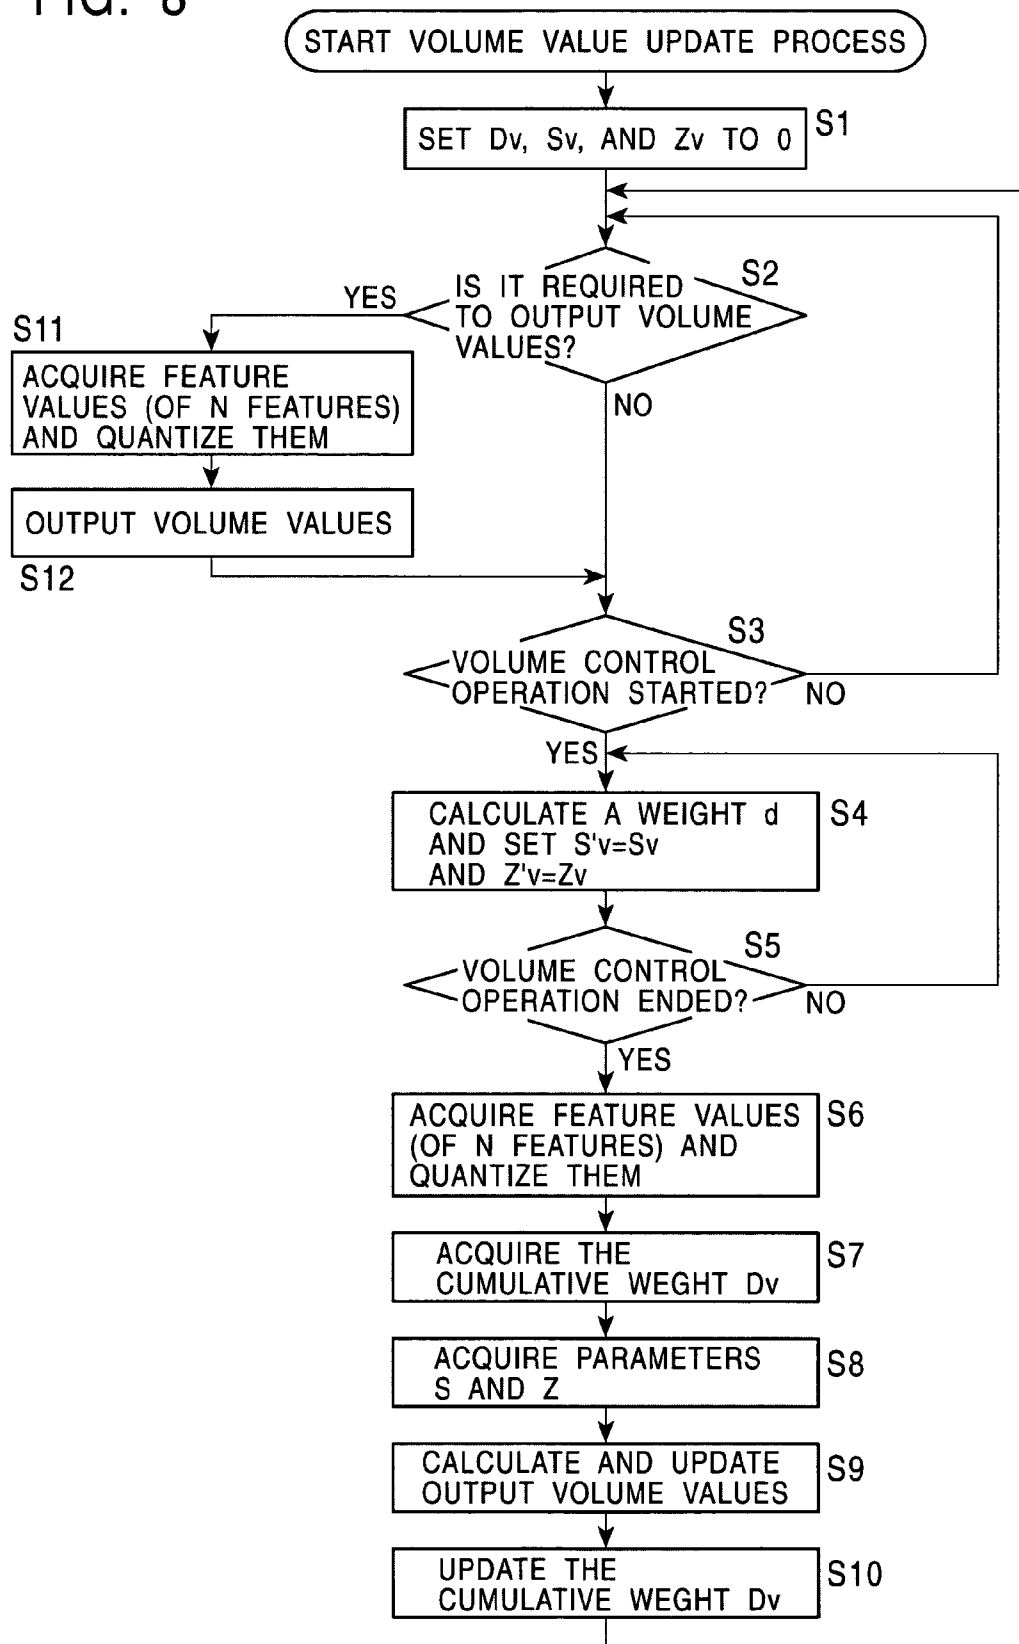 FIG. 8
START VOLUME VALUE UPDATE PROCESS
S1
SET Dv, Sv, AND Zv TO 0
S2
IS IT REQUIRED
TO OUTPUT VOLUME
VALUES?
YES
NO
S11
ACQUIRE FEATURE
VALUES (OF N FEATURES)
AND QUANTIZE THEM
OUTPUT VOLUME VALUES
S12
S3
VOLUME CONTROL
OPERATION STARTED?
NO
YES
CALCULATE A WEIGHT d
AND SET S'v=Sv
AND Z'v=Zv
S4
S5
VOLUME CONTROL
OPERATION ENDED?
NO
YES
ACQUIRE FEATURE VALUES
(OF N FEATURES) AND
QUANTIZE THEM
S6
ACQUIRE THE
CUMULATIVE WEGHT Dv
S7
ACQUIRE PARAMETERS
S AND Z
S8
CALCULATE AND UPDATE
OUTPUT VOLUME VALUES
S9
UPDATE THE
CUMULATIVE WEGHT Dv
S10